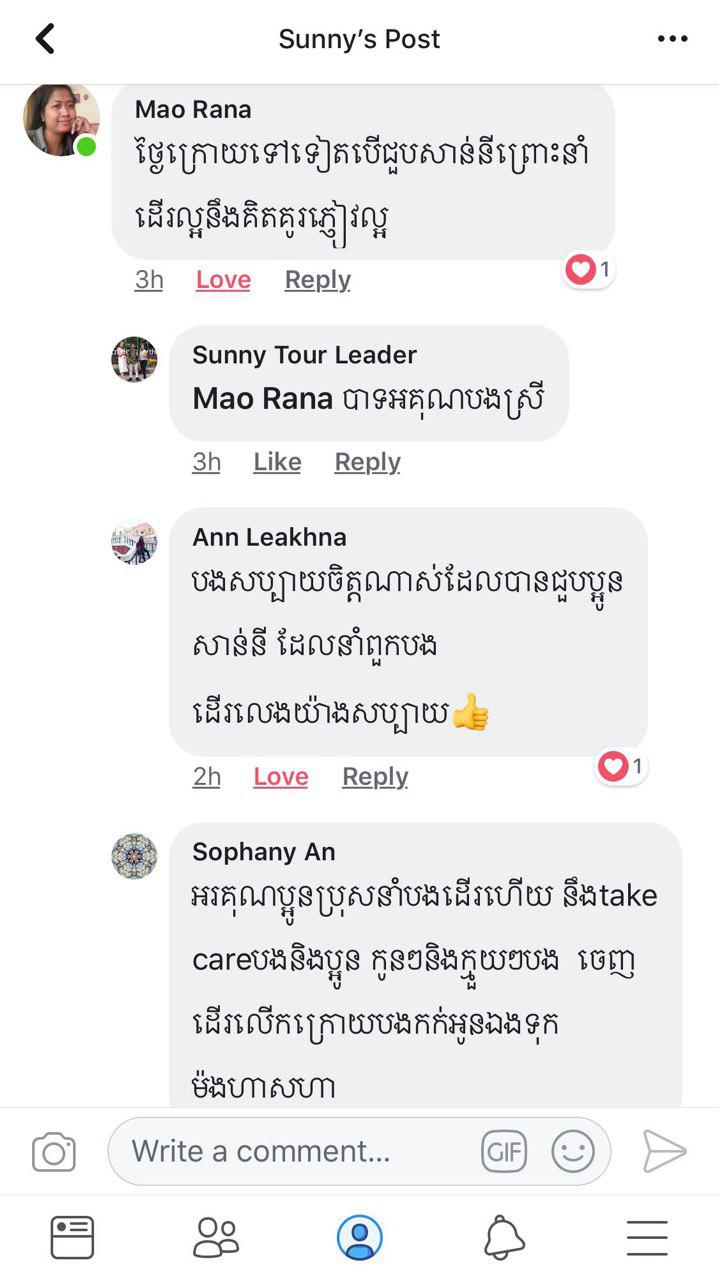 Sunny's Post
Mao Rana
ថ្ងៃក្រោយទៅទៀតបើជួបសាន់នីព្រោះនាំ
ដើរល្អនឹងគិតគូរភ្ញៀវល្អ
3h Love Reply 1
Sunny Tour Leader
Mao Rana បាទអគុណបងស្រី
3h Like Reply
Ann Leakhna
បងសប្បាយចិត្តណាស់ដែលបានជួបប្អូន
សាន់នី ដែលនាំពួកបង
ដើរលេងយ៉ាងសប្បាយ👍
2h Love Reply 1
Sophany An
អរគុណប្អូនប្រុសនាំបងដើរហើយ នឹងtake
careបងនិងប្អូន កូនៗនិងក្មួយៗបង ចេញ
ដើរលើកក្រោយបងកក់អូនឯងទុក
ម៉ងហាសហា
Write a comment...
GIF